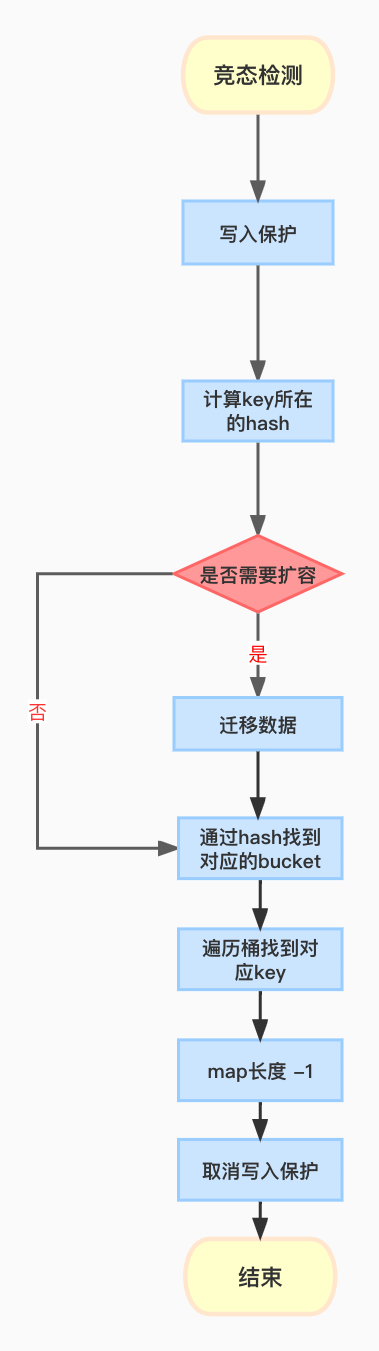 竞态检测
写入保护
计算key所在
的hash
是否需要扩容
是
迁移数据
否
通过hash找到
对应的bucket
遍历桶找到对
应key
map长度 -1
取消写入保护
结束